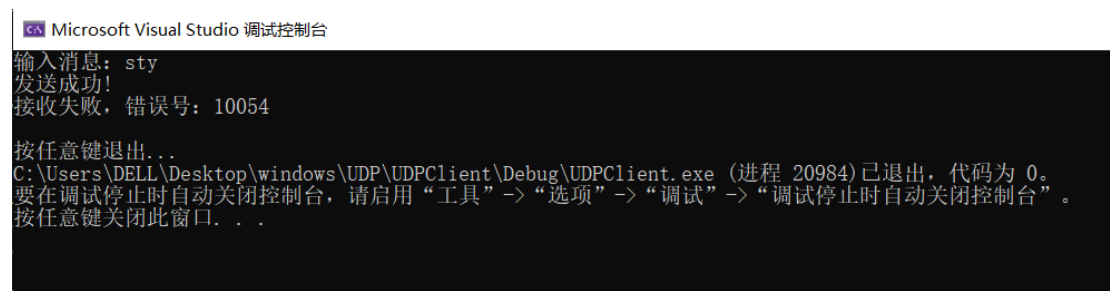 Microsoft Visual Studio 调试控制台
输入消息：sty
发送成功!
接收失败，错误号：10054
按任意键退出...
C:\Users\DELL\Desktop\windows\UDP\UDPClient\Debug\UDPClient.exe (进程 20984)已退出，代码为 0。
要在调试停止时自动关闭控制台，请启用“工具”->“选项”->“调试”->“调试停止时自动关闭控制台”。
按任意键关闭此窗口. . .